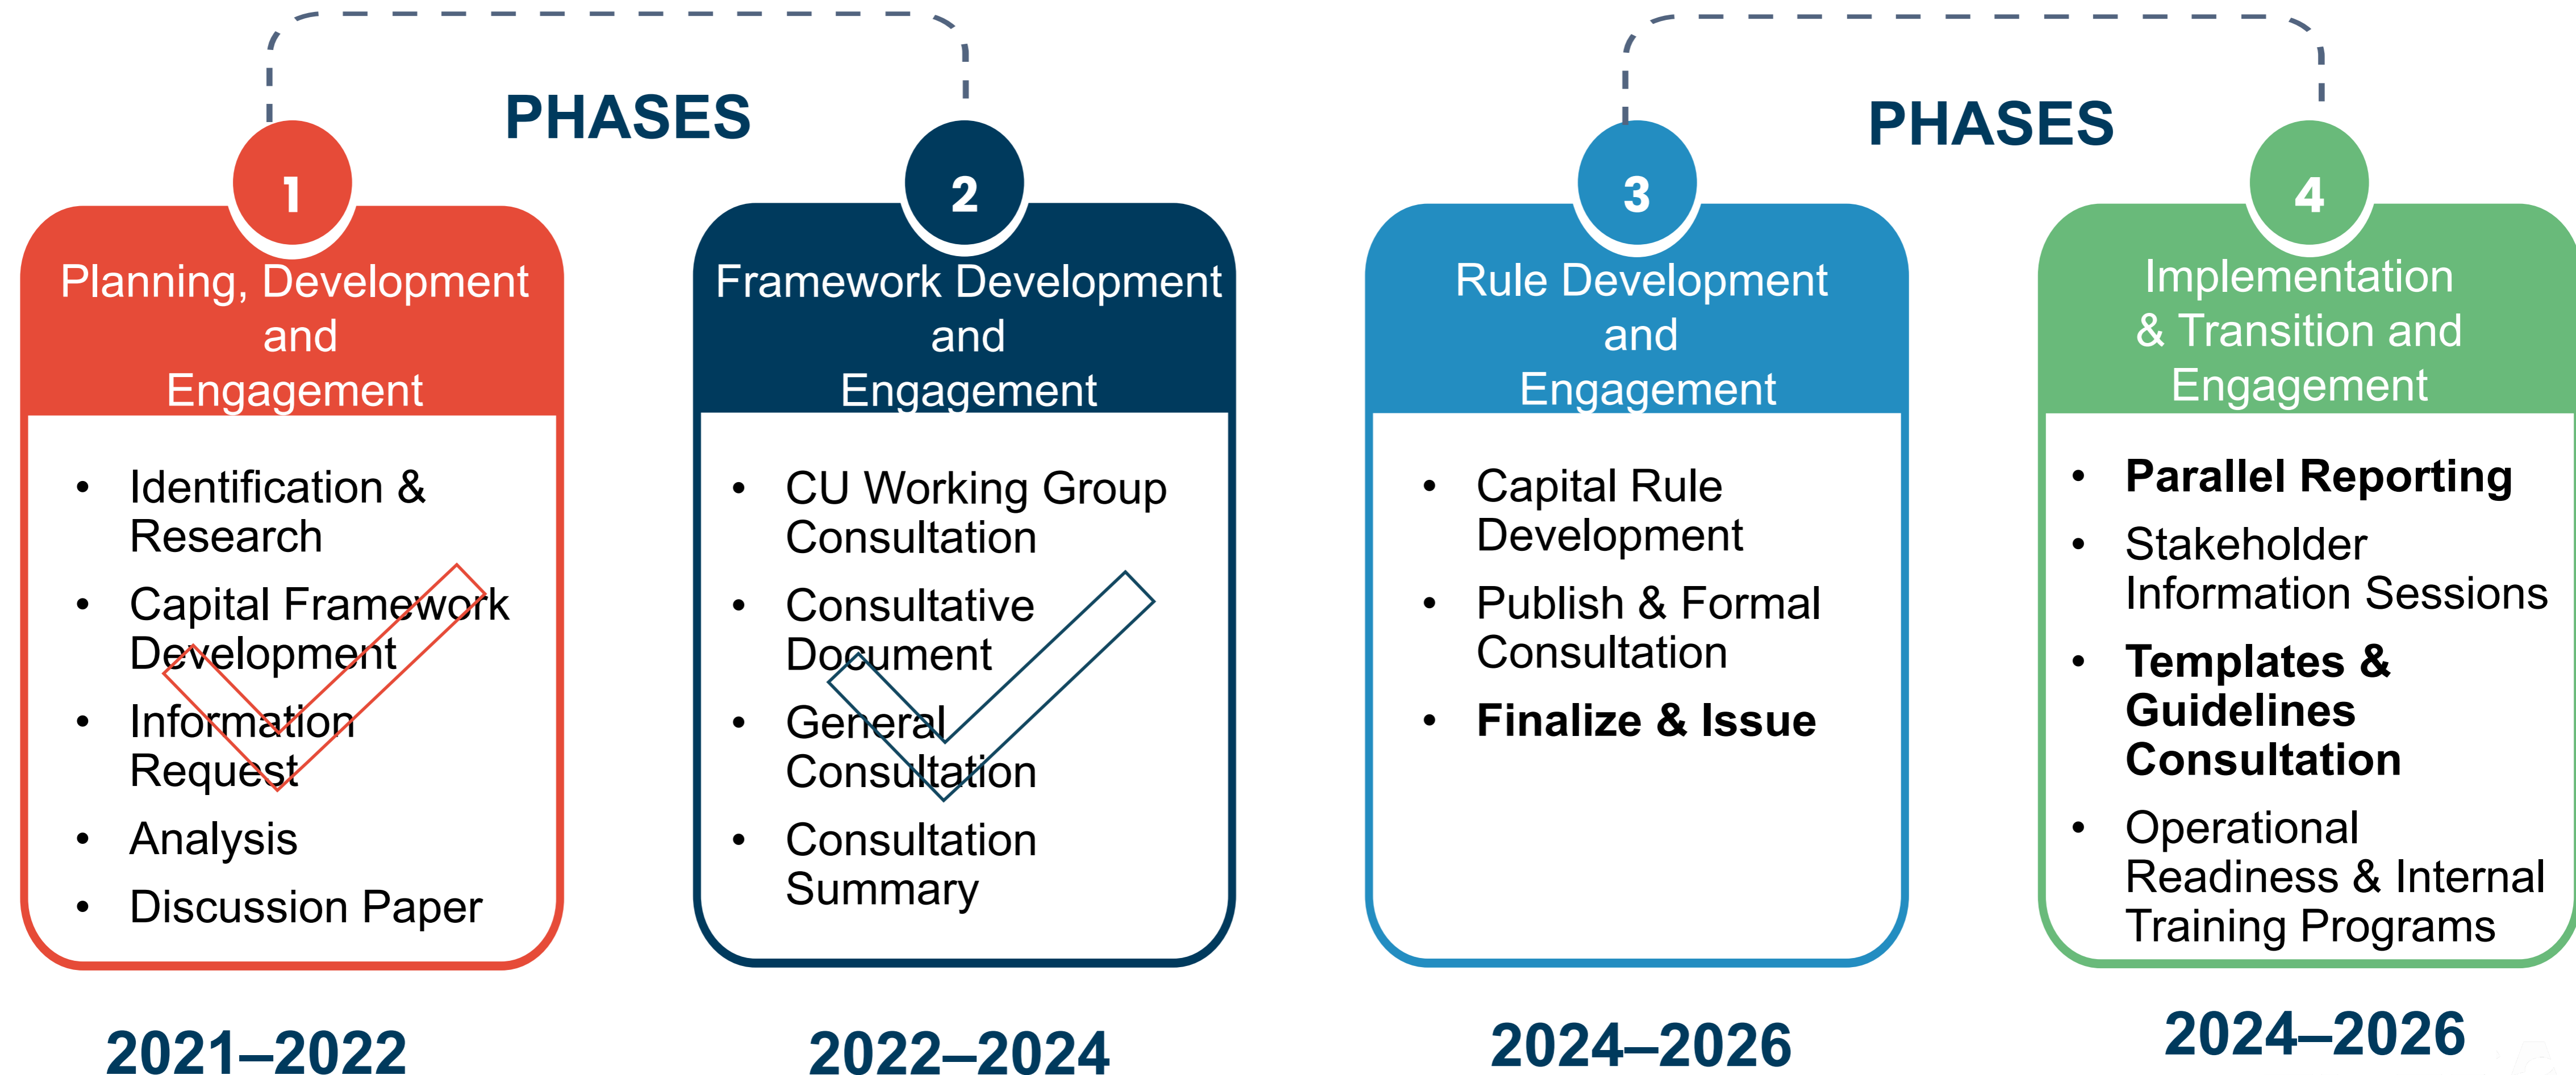 PHASES
PHASES
1
Planning, Development
and
Engagement
• Identification &
Research
• Capital Framework
Development
• Information
Request
• Analysis
• Discussion Paper
2021–2022
2
Framework Development
and
Engagement
• CU Working Group
Consultation
• Consultative
Document
• General
Consultation
• Consultation
Summary
2022–2024
3
Rule Development
and
Engagement
• Capital Rule
Development
• Publish & Formal
Consultation
• Finalize & Issue
2024–2026
4
Implementation
& Transition and
Engagement
• Parallel Reporting
• Stakeholder
Information Sessions
• Templates &
Guidelines
Consultation
• Operational
Readiness & Internal
Training Programs
2024–2026